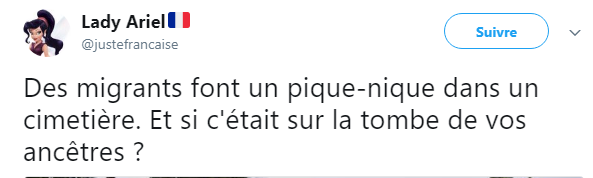 Lady Ariel🇫🇷
@justefrancaise
Suivre
Des migrants font un pique-nique dans un
cimetière. Et si c'était sur la tombe de vos
ancêtres ?